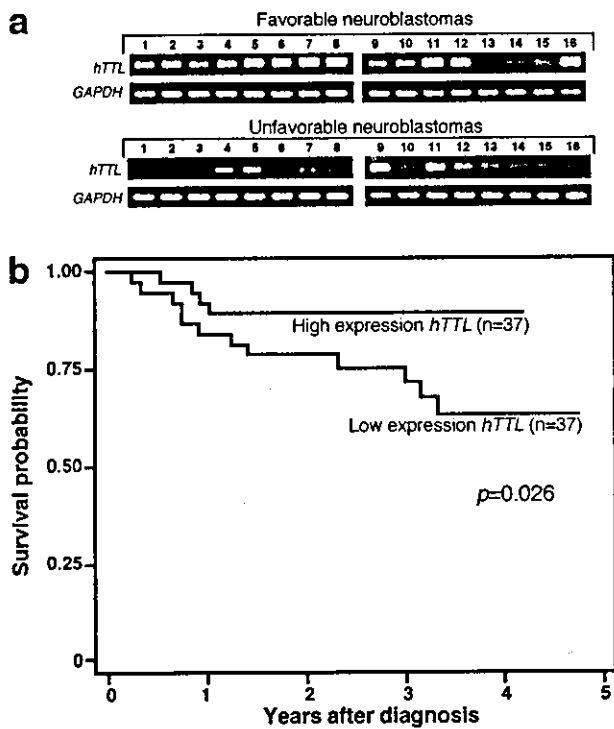 a
Favorable neuroblastomas
1 2 3 4 5 6 7 8 9 10 11 12 13 14 15 16
hTTL
GAPDH
Unfavorable neuroblastomas
1 2 3 4 5 6 7 8 9 10 11 12 13 14 15 16
hTTL
GAPDH
b
Survival probability
1.00
0.75
0.50
0.25
0
High expression hTTL (n=37)
Low expression hTTL (n=37)
p=0.026
0 1 2 3 4 5
Years after diagnosis